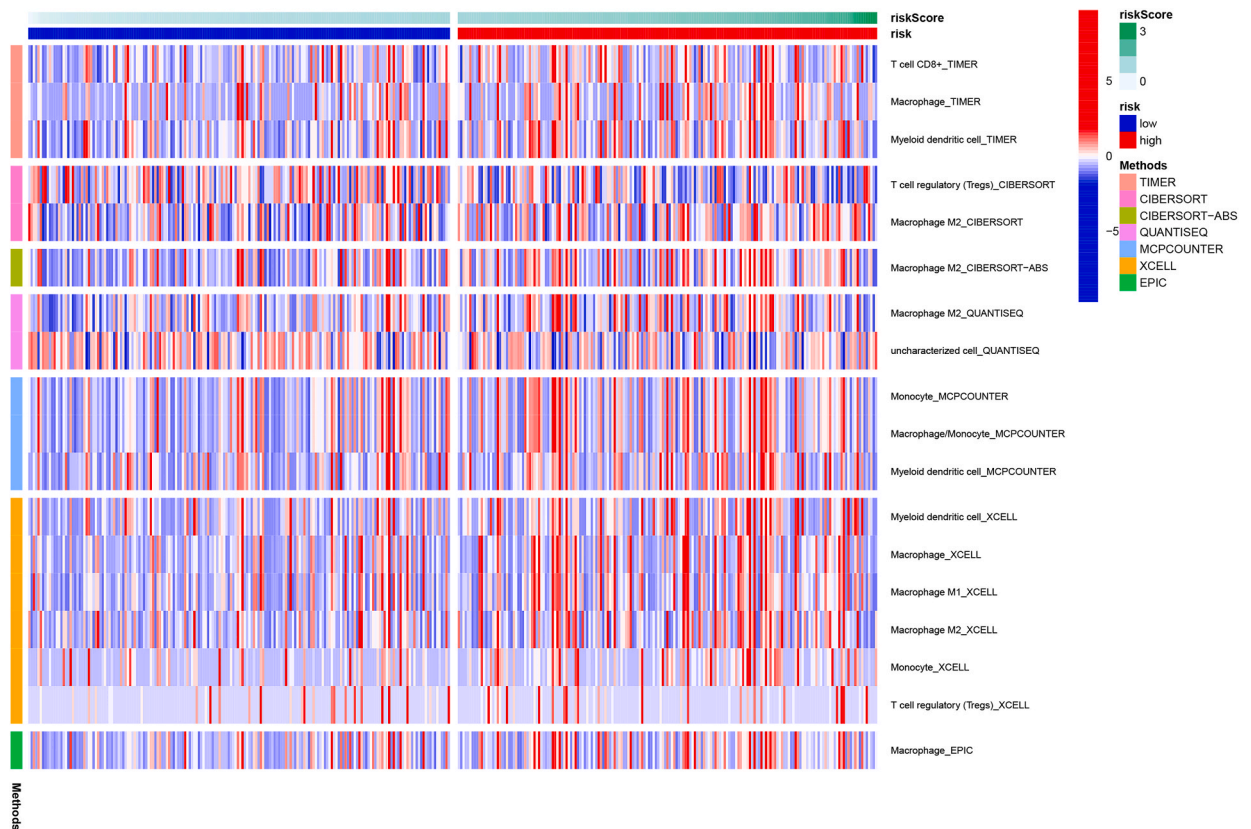 riskScore
risk
T cell CD8+_TIMER
Macrophage_TIMER
Myeloid dendritic cell_TIMER
T cell regulatory (Tregs)_CIBERSORT
Macrophage M2_CIBERSORT
Macrophage M2_CIBERSORT−ABS
Macrophage M2_QUANTISEQ
uncharacterized cell_QUANTISEQ
Monocyte_MCPCOUNTER
Macrophage/Monocyte_MCPCOUNTER
Myeloid dendritic cell_MCPCOUNTER
Myeloid dendritic cell_XCELL
Macrophage_XCELL
Macrophage M1_XCELL
Macrophage M2_XCELL
Monocyte_XCELL
T cell regulatory (Tregs)_XCELL
Macrophage_EPIC
Methods
5
0
−5
riskScore
3
0
risk
low
high
Methods
TIMER
CIBERSORT
CIBERSORT−ABS
QUANTISEQ
MCPCOUNTER
XCELL
EPIC